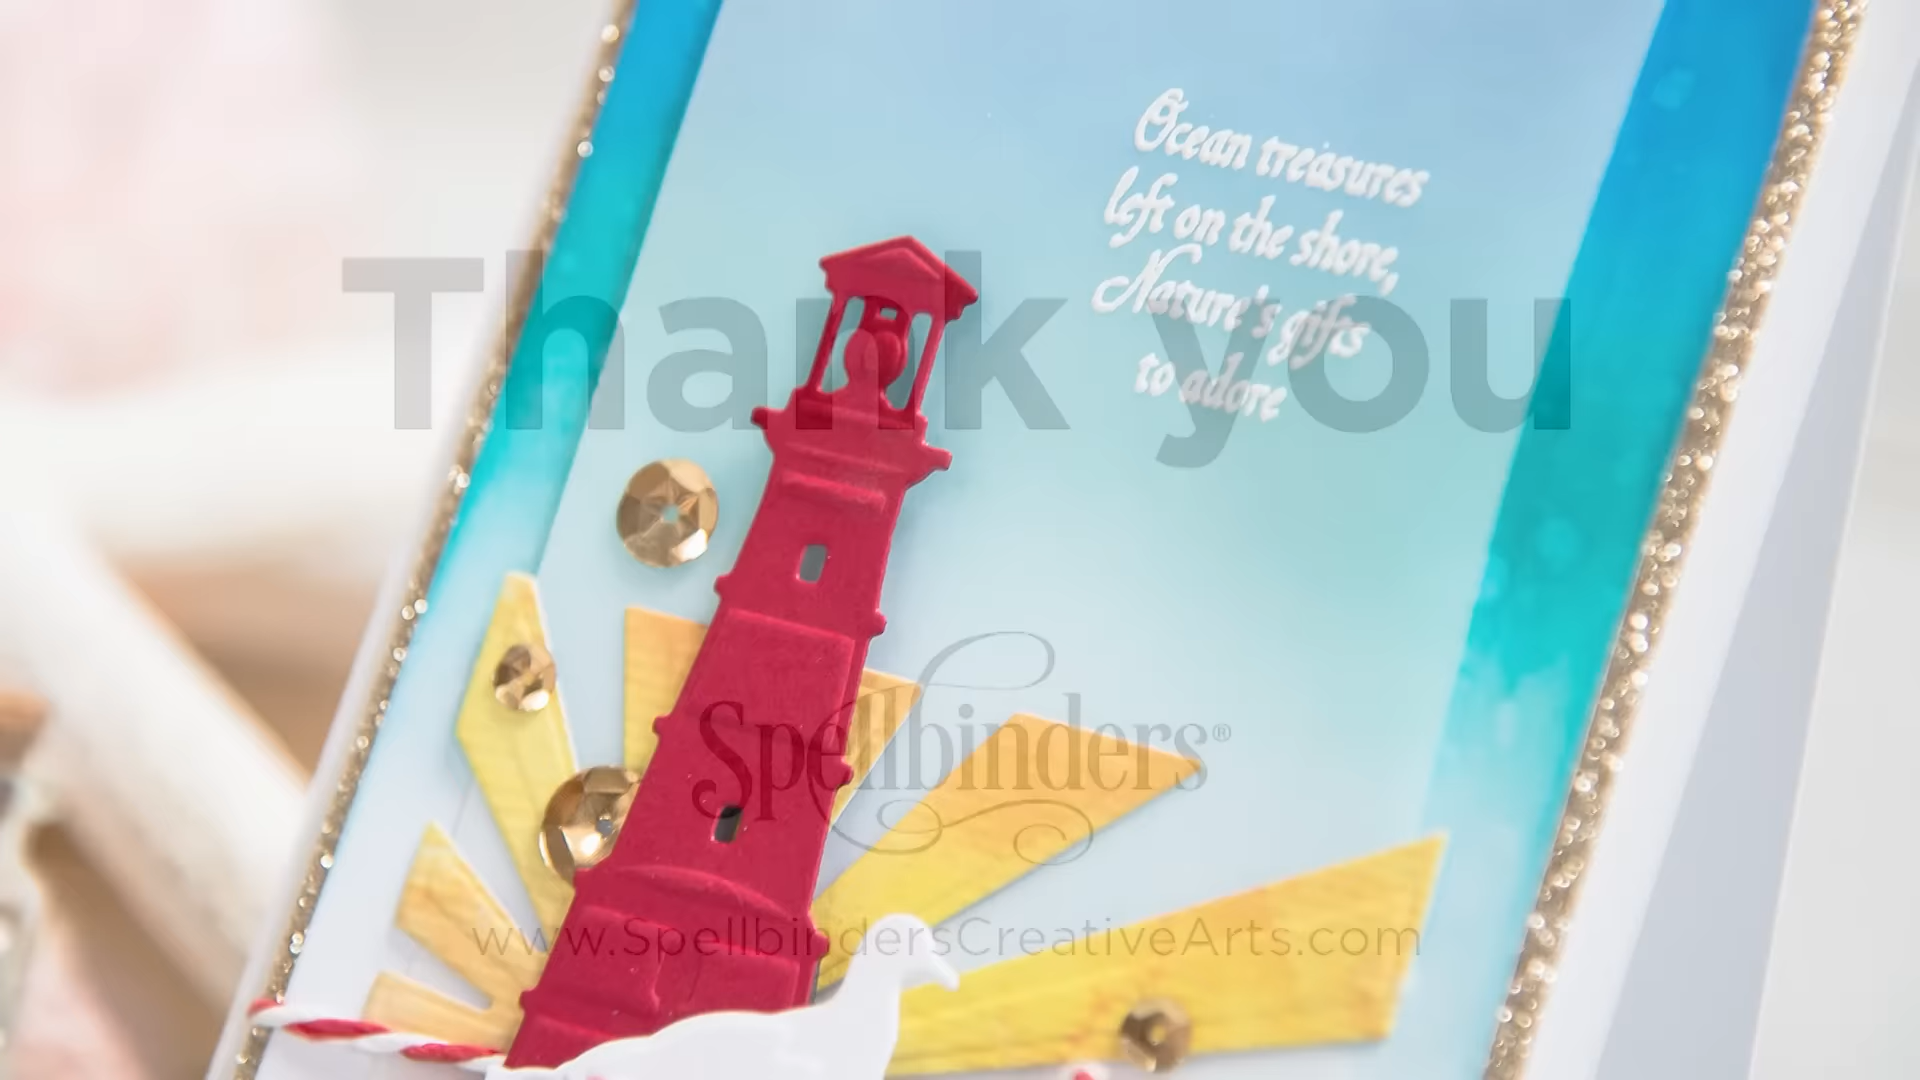 Ocean treasures
left on the shore,
Nature's gifts
to adore
Thank you
Spellbinders®
www.SpellbindersCreativeArts.com